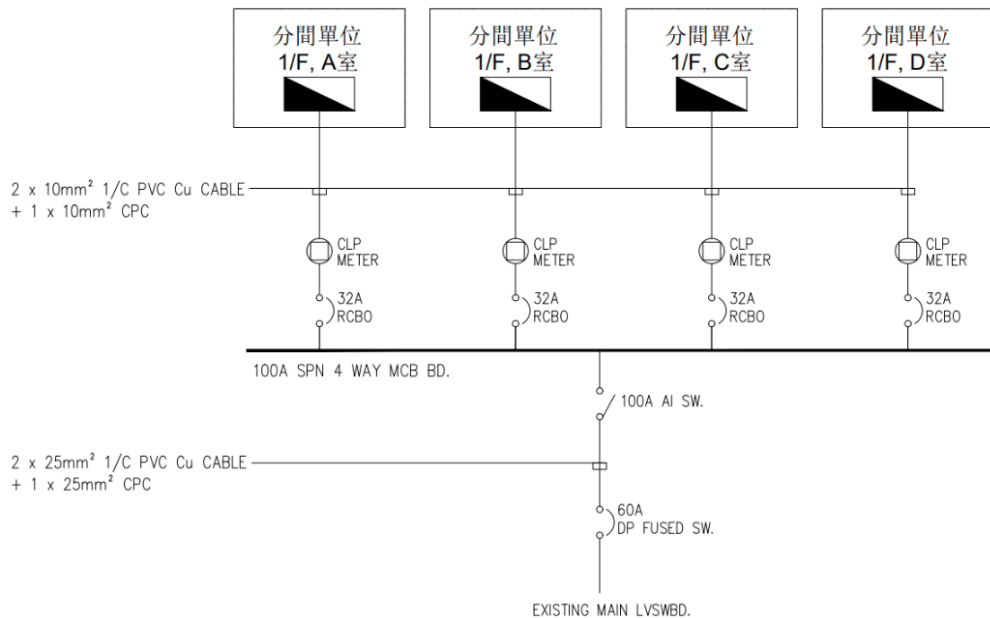 分間單位
1/F, A室
分間單位
1/F, B室
分間單位
1/F, C室
分間單位
1/F, D室
2 x 10mm² 1/C PVC Cu CABLE
+ 1 x 10mm² CPC
CLP
METER
CLP
METER
CLP
METER
CLP
METER
32A
RCBO
32A
RCBO
32A
RCBO
32A
RCBO
100A SPN 4 WAY MCB BD.
100A AI SW.
2 x 25mm² 1/C PVC Cu CABLE
+ 1 x 25mm² CPC
60A
DP FUSED SW.
EXISTING MAIN LVSWBD.